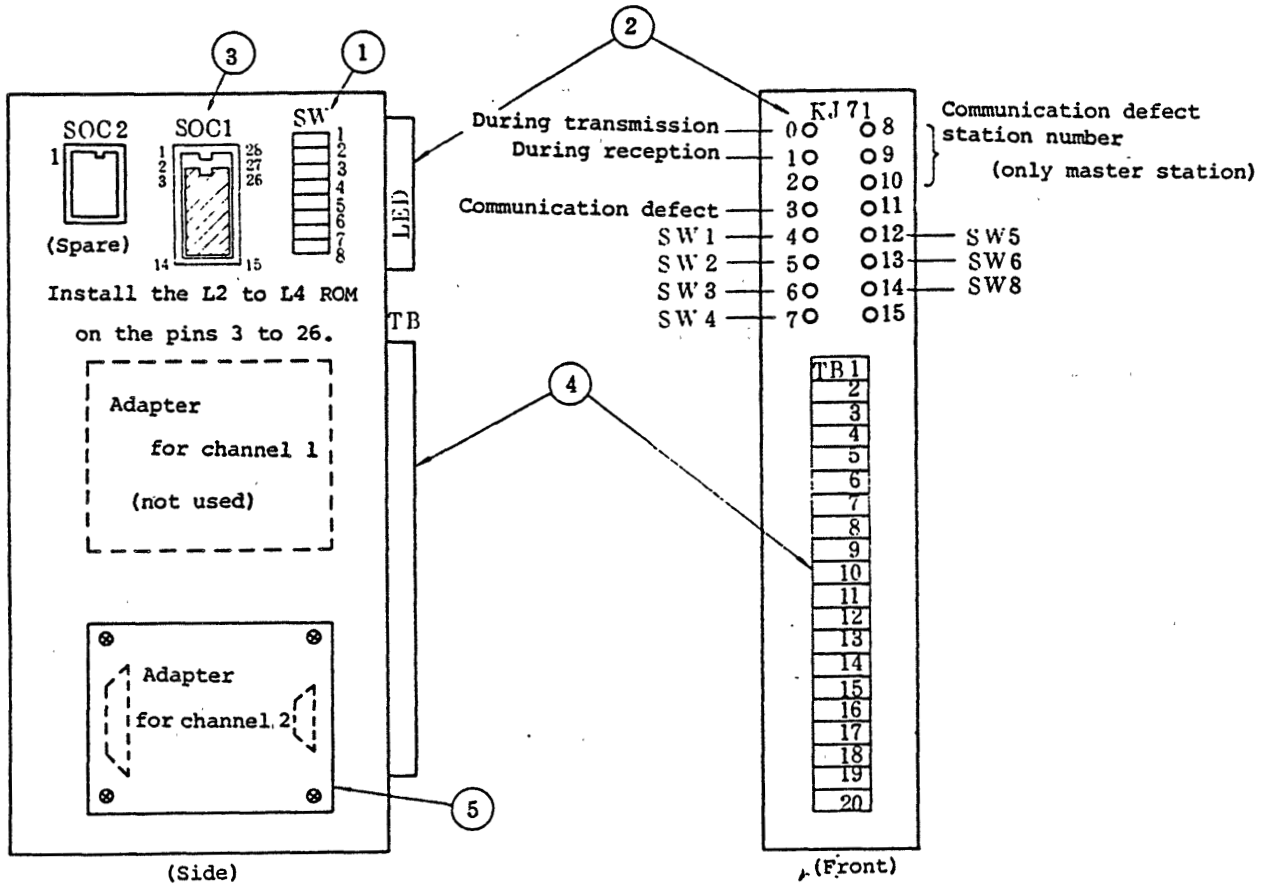 3
1
2
SOC2
SOC1
SW
1
1
2
3
28
27
26
14
15
1
2
3
4
5
6
7
8
(Spare)
LED
Install the L2 to L4 ROM
on the pins 3 to 26.
TB
Adapter
for channel 1
(not used)
Adapter
for channel 2
5
4
(Side)
KJ71
During transmission
0
8
During reception
1
9
2
10
Communication defect
3
11
SW1
4
12
SW5
SW2
5
13
SW6
SW3
6
14
SW8
SW4
7
15
Communication defect
station number
(only master station)
TB1
2
3
4
5
6
7
8
9
10
11
12
13
14
15
16
17
18
19
20
(Front)